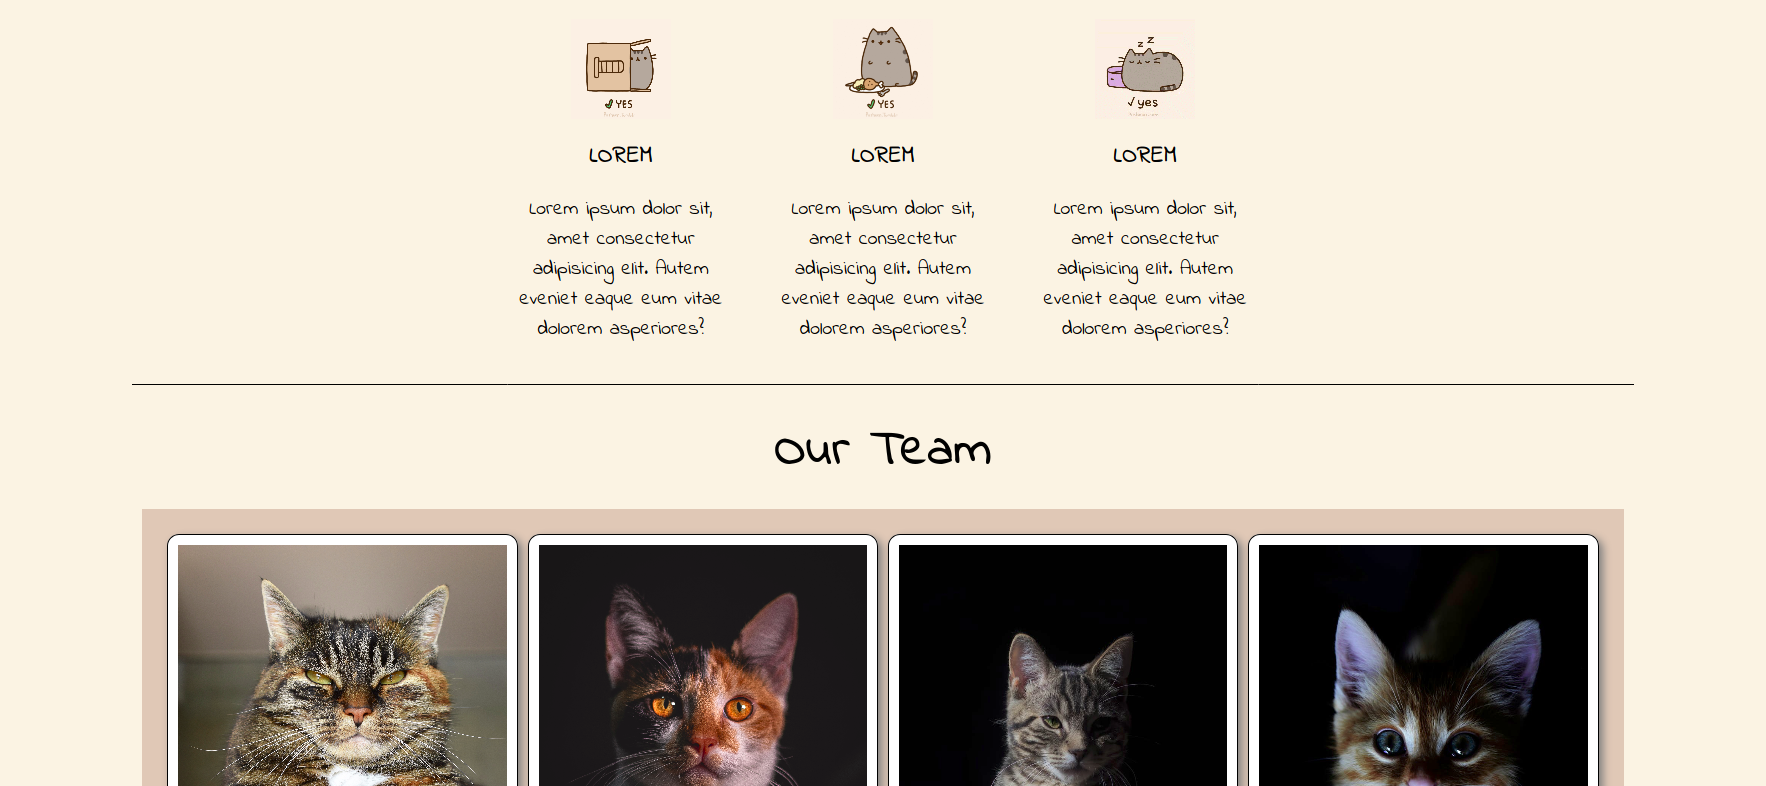 ✓ YES
✓ YES
✓ yes
z z
LOREM
LOREM
LOREM
Lorem ipsum dolor sit,
amet consectetur
adipisicing elit. Autem
eveniet eaque eum vitae
dolorem asperiores?
Lorem ipsum dolor sit,
amet consectetur
adipisicing elit. Autem
eveniet eaque eum vitae
dolorem asperiores?
Lorem ipsum dolor sit,
amet consectetur
adipisicing elit. Autem
eveniet eaque eum vitae
dolorem asperiores?
Our Team